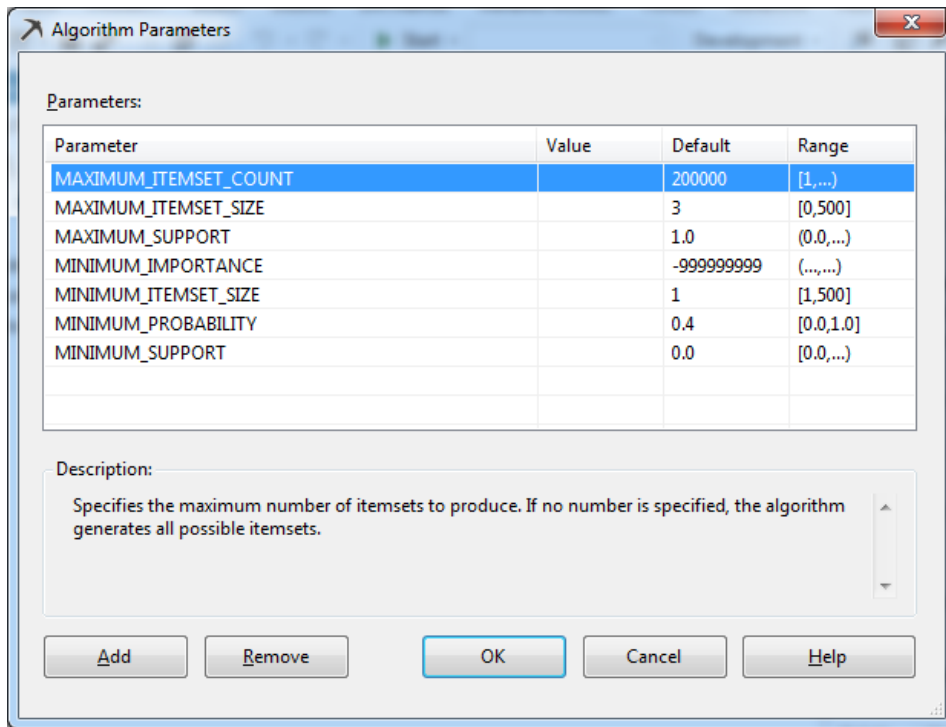 Algorithm Parameters
Parameters:
Parameter Value Default Range
MAXIMUM_ITEMSET_COUNT 200000 [1,...)
MAXIMUM_ITEMSET_SIZE 3 [0,500]
MAXIMUM_SUPPORT 1.0 (0.0,...)
MINIMUM_IMPORTANCE -999999999 (...,...)
MINIMUM_ITEMSET_SIZE 1 [1,500]
MINIMUM_PROBABILITY 0.4 [0.0,1.0]
MINIMUM_SUPPORT 0.0 [0.0,...)
Description:
Specifies the maximum number of itemsets to produce. If no number is specified, the algorithm
generates all possible itemsets.
Add Remove OK Cancel Help